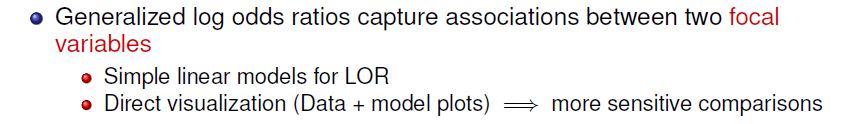 Generalized log odds ratios capture associations between two focal
variables
Simple linear models for LOR
Direct visualization (Data + model plots) ⟹ more sensitive comparisons